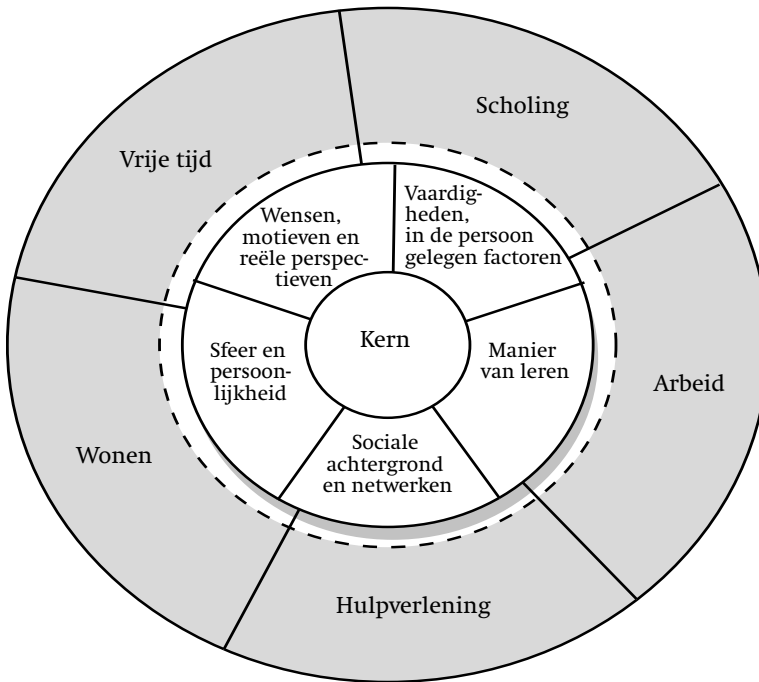 Scholing
Vrije tijd
Wensen,
motieven en
reële perspec-
tieven
Vaardig-
heden,
in de persoon
gelegen factoren
Kern
Sfeer en
persoon-
lijkheid
Manier
van leren
Arbeid
Sociale
achtergrond
en netwerken
Wonen
Hulpverlening